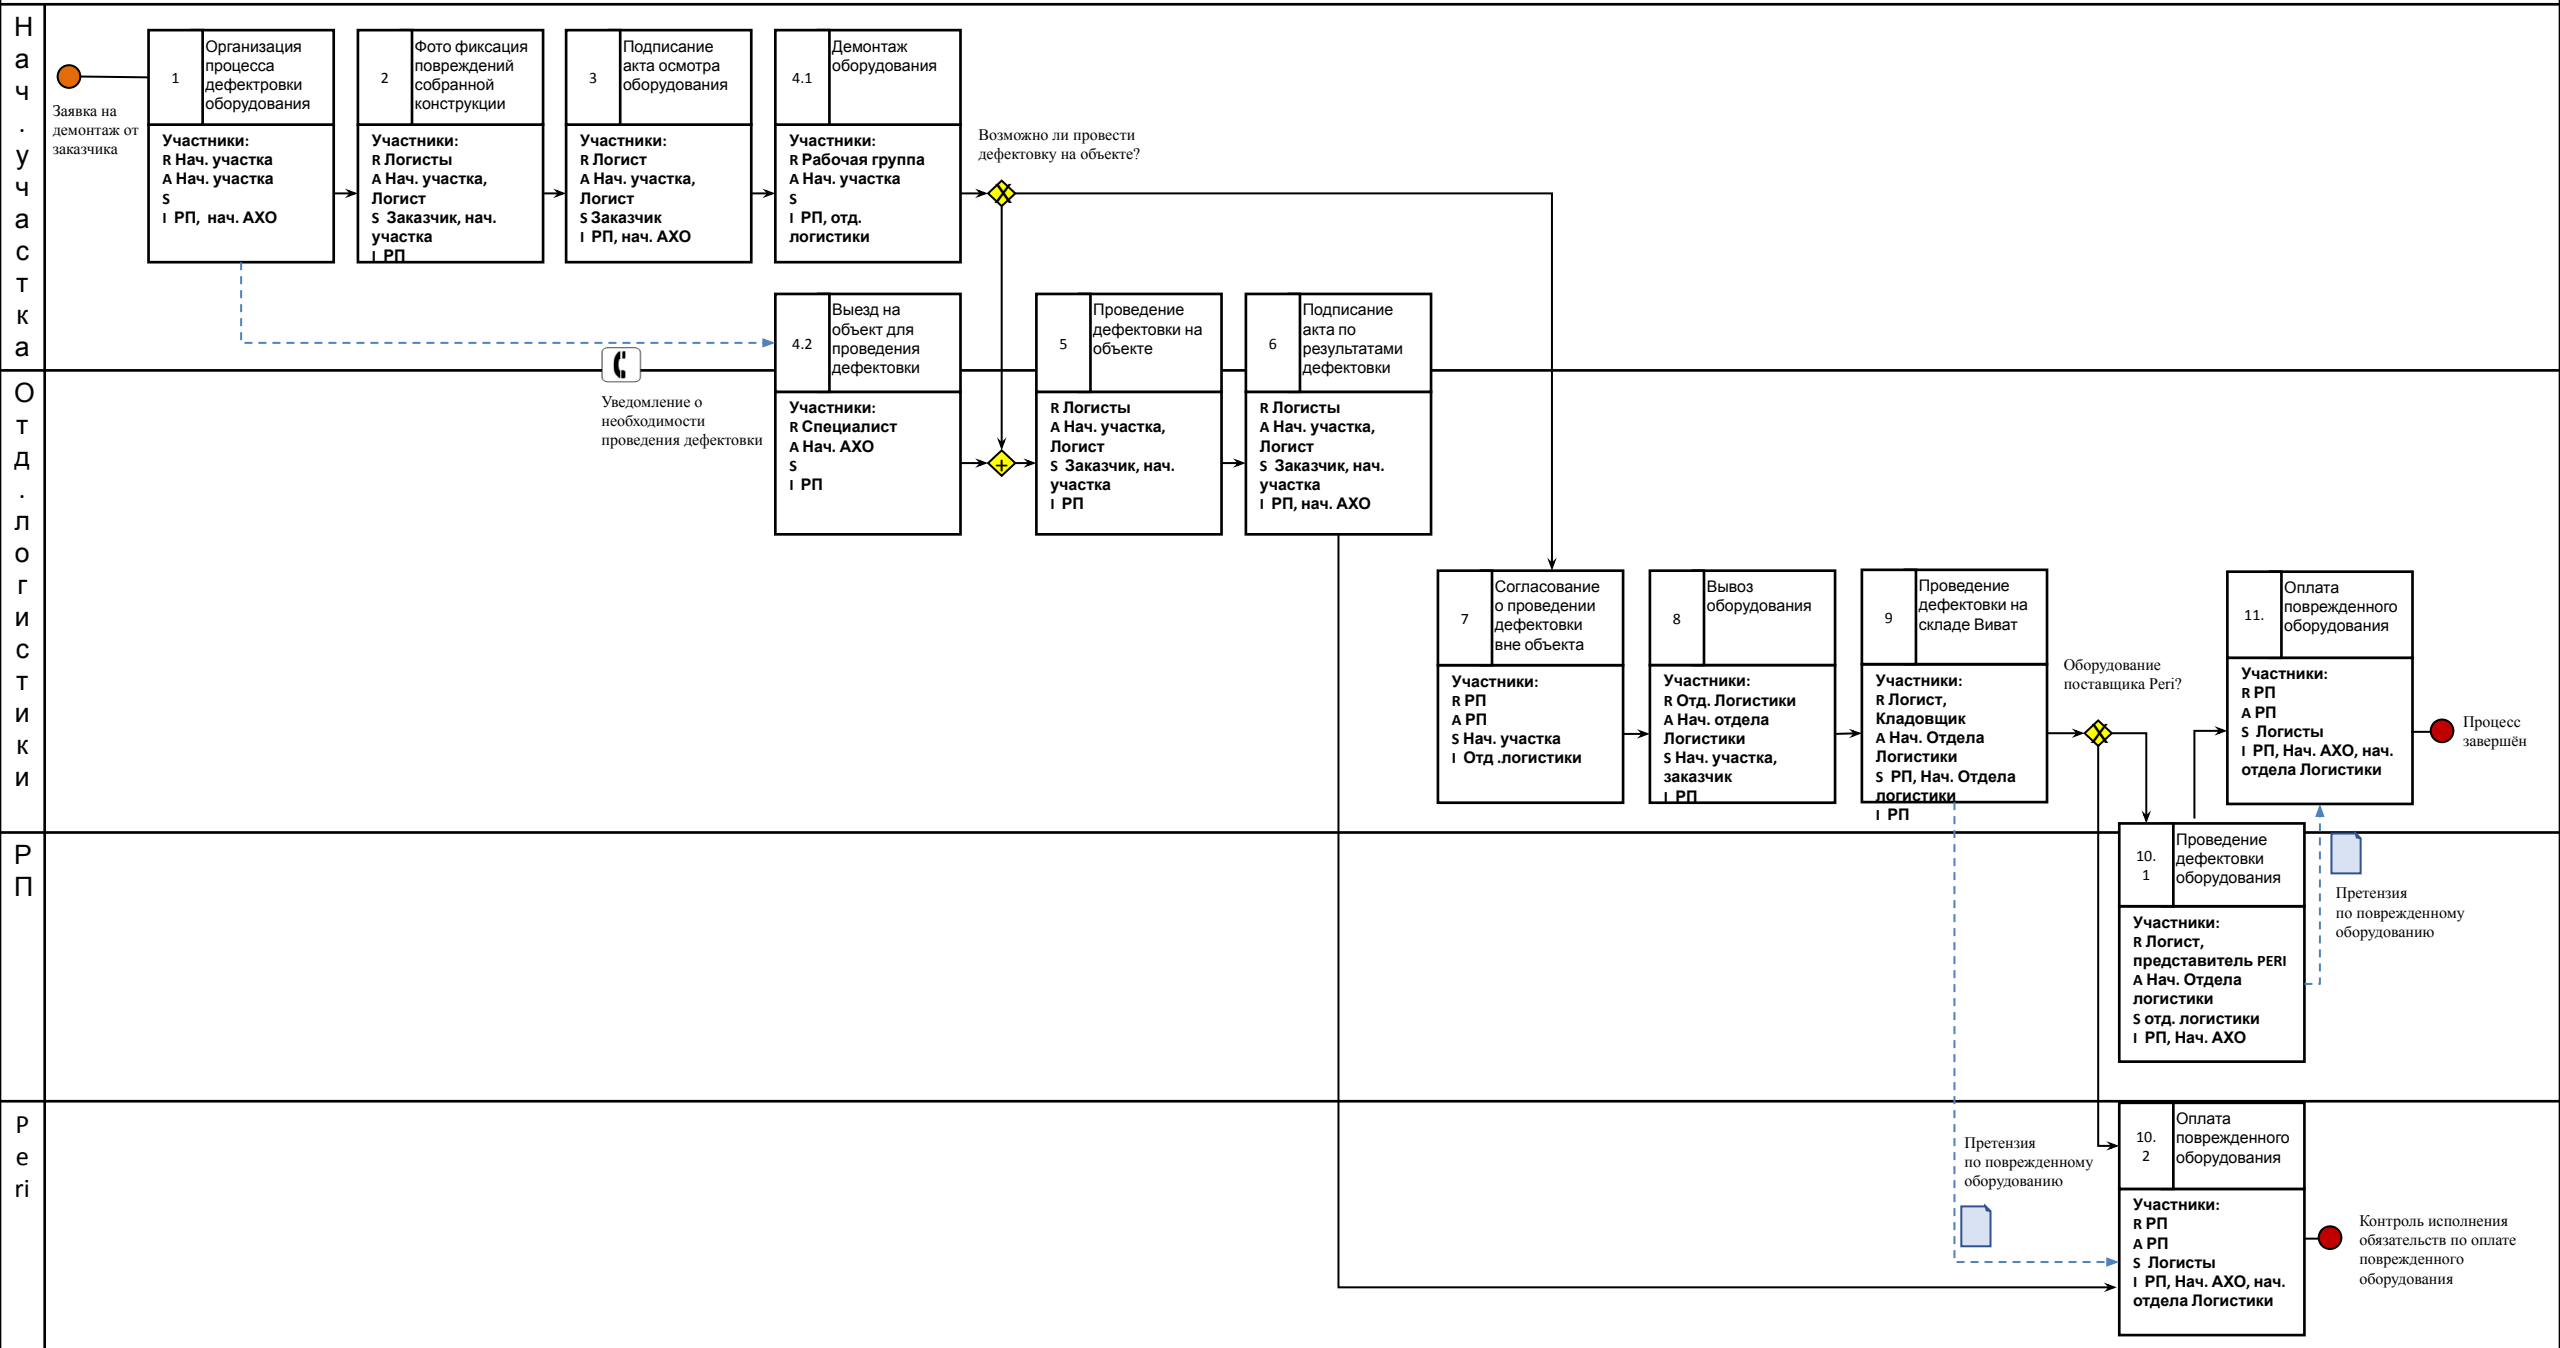 Нач. участка
Заявка на
демонтаж от
заказчика
1
Организация
процесса
дефектровки
оборудования
Участники:
R Нач. участка
A Нач. участка
S
I РП, нач. АХО
2
Фото фиксация
повреждений
собранной
конструкции
Участники:
R Логисты
A Нач. участка,
Логист
S Заказчик, нач.
участка
I РП
3
Подписание
акта осмотра
оборудования
Участники:
R Логист
A Нач. участка,
Логист
S Заказчик
I РП, нач. АХО
4.1
Демонтаж
оборудования
Участники:
R Рабочая группа
A Нач. участка
S
I РП, отд.
логистики
Возможно ли провести
дефектовку на объекте?
X
Отд. логистики
Уведомление о
необходимости
проведения дефектовки
4.2
Выезд на
объект для
проведения
дефектовки
Участники:
R Специалист
A Нач. АХО
S
I РП
+
5
Проведение
дефектовки на
объекте
R Логисты
A Нач. участка,
Логист
S Заказчик, нач.
участка
I РП
6
Подписание
акта по
результатами
дефектовки
R Логисты
A Нач. участка,
Логист
S Заказчик, нач.
участка
I РП, нач. АХО
7
Согласование
о проведении
дефектовки
вне объекта
Участники:
R РП
A РП
S Нач. участка
I Отд .логистики
8
Вывоз
оборудования
Участники:
R Отд. Логистики
A Нач. отдела
Логистики
S Нач. участка,
заказчик
I РП
9
Проведение
дефектовки на
складе Виват
Участники:
R Логист,
Кладовщик
A Нач. Отдела
Логистики
S РП, Нач. Отдела
логистики
I РП
Оборудование
поставщика Peri?
X
11.
Оплата
поврежденного
оборудования
Участники:
R РП
A РП
S Логисты
I РП, Нач. АХО, нач.
отдела Логистики
Процесс
завершён
РП
10.
1
Проведение
дефектовки
оборудования
Участники:
R Логист,
представитель PERI
A Нач. Отдела
логистики
S отд. логистики
I РП, Нач. АХО
Претензия
по поврежденному
оборудованию
Peri
Претензия
по поврежденному
оборудованию
10.
2
Оплата
поврежденного
оборудования
Участники:
R РП
A РП
S Логисты
I РП, Нач. АХО, нач.
отдела Логистики
Контроль исполнения
обязательств по оплате
поврежденного
оборудования